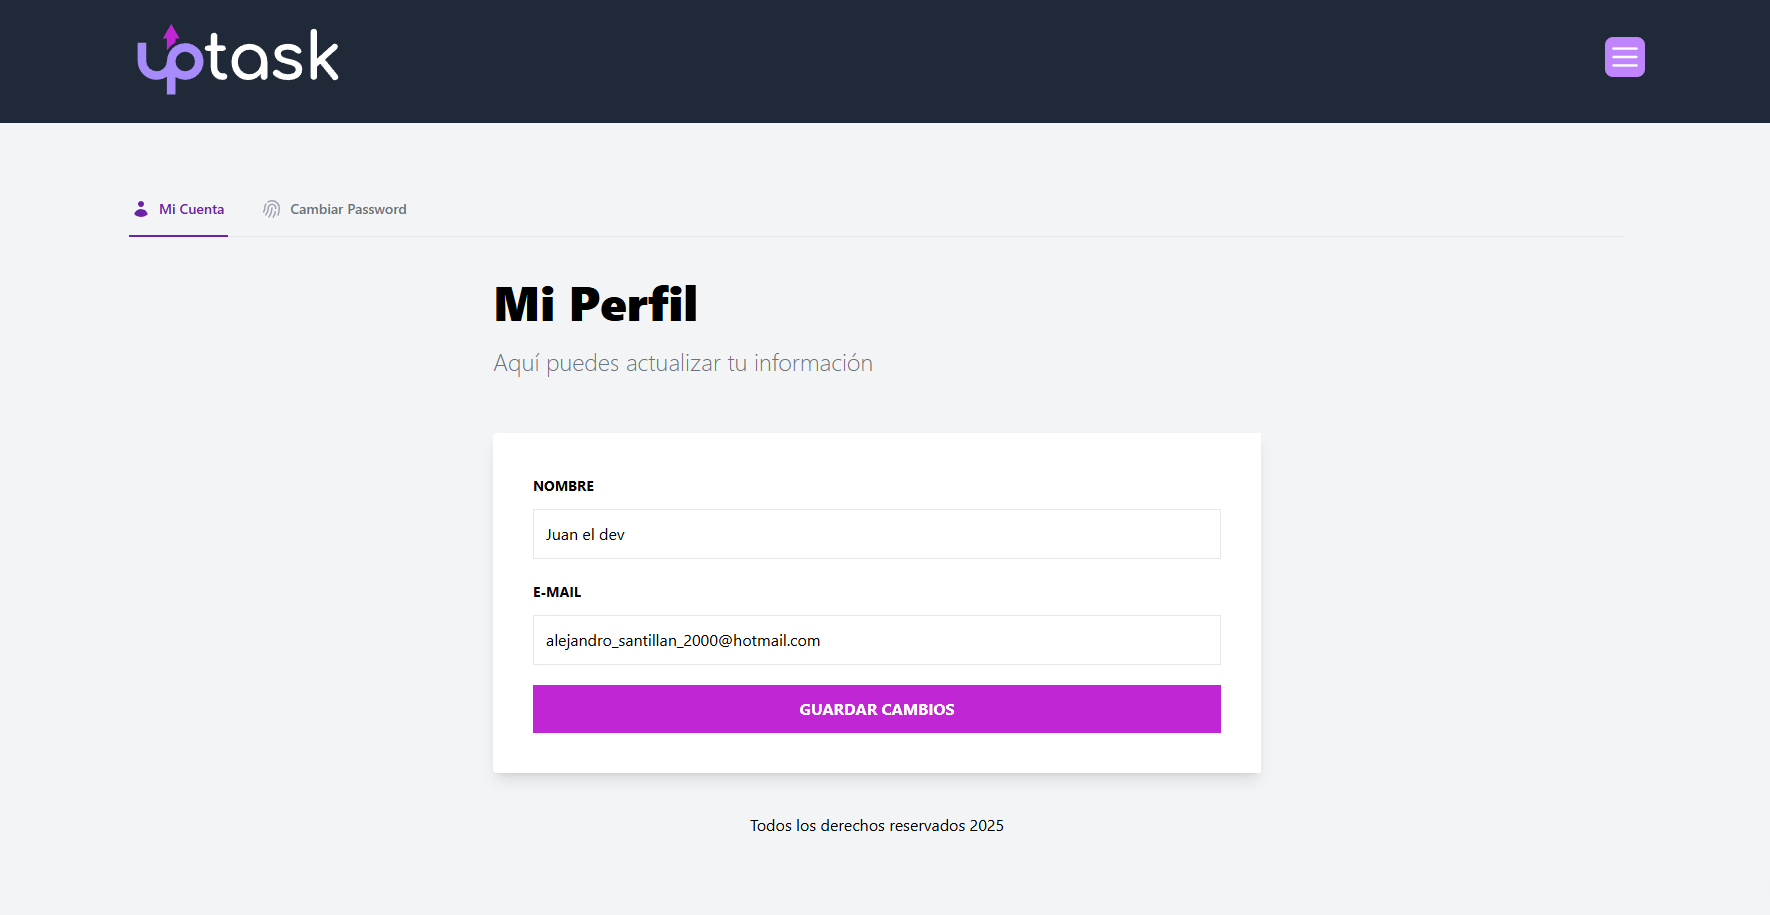 uptask
Mi Cuenta
Cambiar Password
Mi Perfil
Aquí puedes actualizar tu información
NOMBRE
Juan el dev
E-MAIL
alejandro_santillan_2000@hotmail.com
GUARDAR CAMBIOS
Todos los derechos reservados 2025